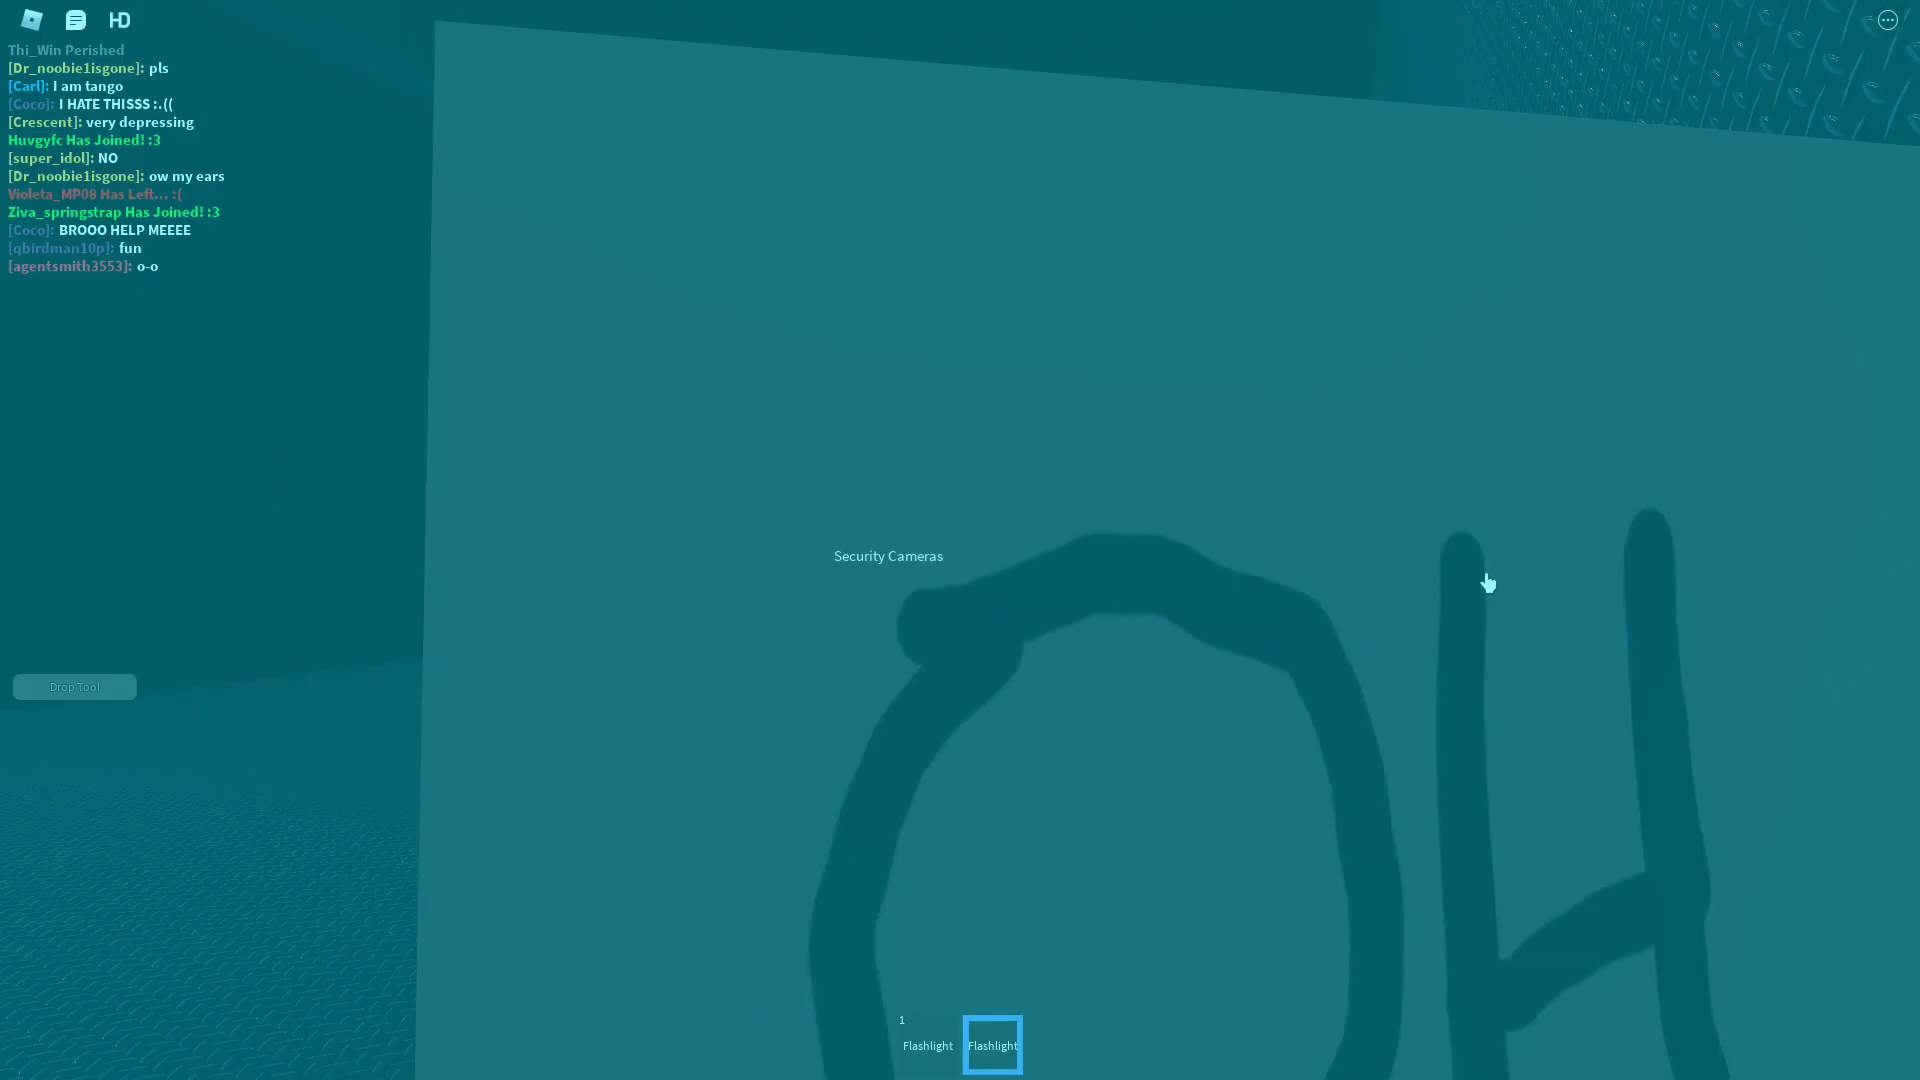 HD
Thi_Win Perished
[Dr_noobie1isgone]: pls
[Carl]: I am tango
[Coco]: I HATE THISSS :.((
[Crescent]: very depressing
Huvgyfc Has Joined! :3
[super_idol]: NO
[Dr_noobie1isgone]: ow my ears
Violeta_MP08 Has Left... :(
Ziva_springstrap Has Joined! :3
[Coco]: BROOO HELP MEEEE
[qbirdman10p]: fun
[agentsmith3553]: o-o
Security Cameras
OH
Drop Tool
1
Flashlight Flashlight